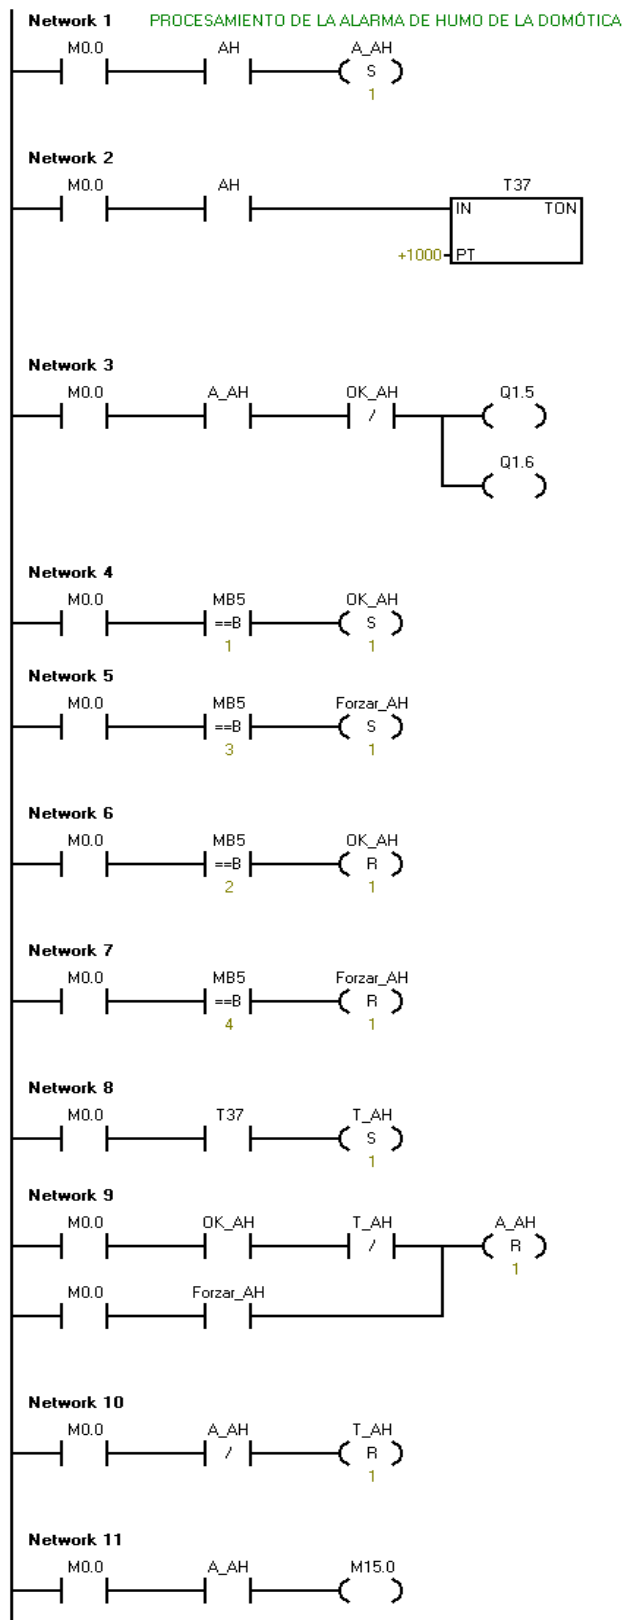 Network 1 PROCESAMIENTO DE LA ALARMA DE HUMO DE LA DOMÓTICA
M0.0 AH A_AH
S
1
Network 2
M0.0 AH T37
IN TON
+1000 PT
Network 3
M0.0 A_AH OK_AH Q1.5
/
Q1.6
Network 4
M0.0 MB5 OK_AH
==B S
1 1
Network 5
M0.0 MB5 Forzar_AH
==B S
3 1
Network 6
M0.0 MB5 OK_AH
==B R
2 1
Network 7
M0.0 MB5 Forzar_AH
==B R
4 1
Network 8
M0.0 T37 T_AH
S
1
Network 9
M0.0 OK_AH T_AH A_AH
/ R
1
M0.0 Forzar_AH
Network 10
M0.0 A_AH T_AH
/ R
1
Network 11
M0.0 A_AH M15.0